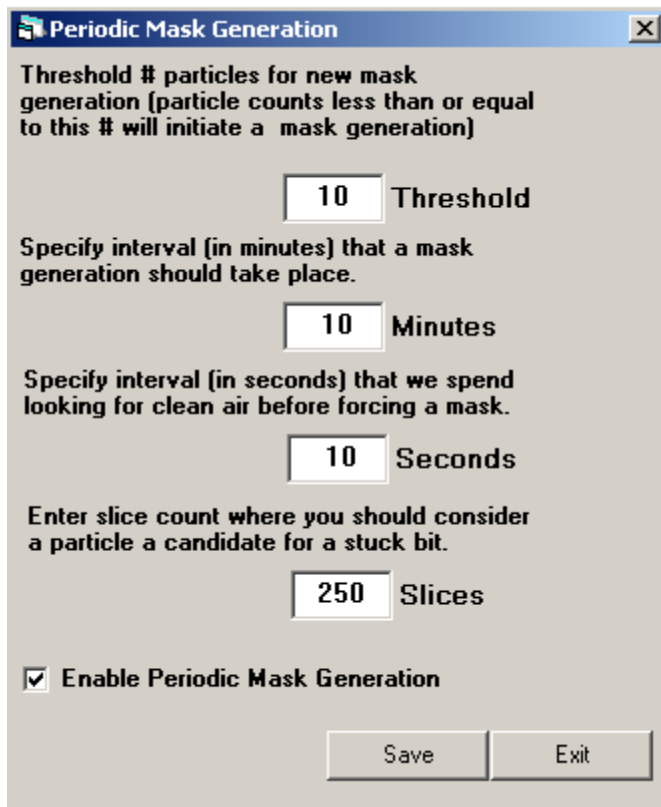 Periodic Mask Generation
Threshold # particles for new mask
generation (particle counts less than or equal
to this # will initiate a mask generation)
10 Threshold
Specify interval (in minutes) that a mask
generation should take place.
10 Minutes
Specify interval (in seconds) that we spend
looking for clean air before forcing a mask.
10 Seconds
Enter slice count where you should consider
a particle a candidate for a stuck bit.
250 Slices
Enable Periodic Mask Generation
Save Exit